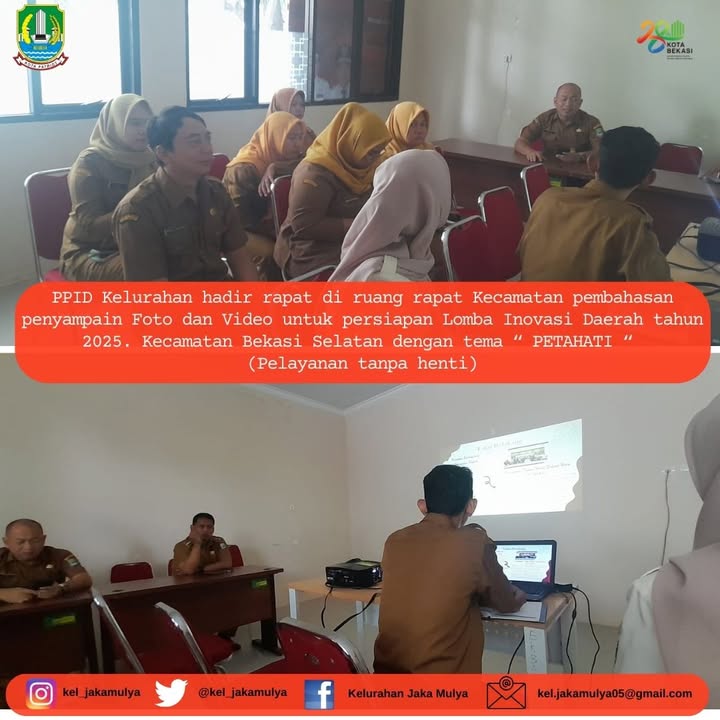 KOTA
BEKASI
PPID Kelurahan hadir rapat di ruang rapat Kecamatan pembahasan
penyampain Foto dan Video untuk persiapan Lomba Inovasi Daerah tahun
2025. Kecamatan Bekasi Selatan dengan tema “ PETAHATI “
(Pelayanan tanpa henti)
kel_jakamulya
@kel_jakamulya
Kelurahan Jaka Mulya
kel.jakamulya05@gmail.com